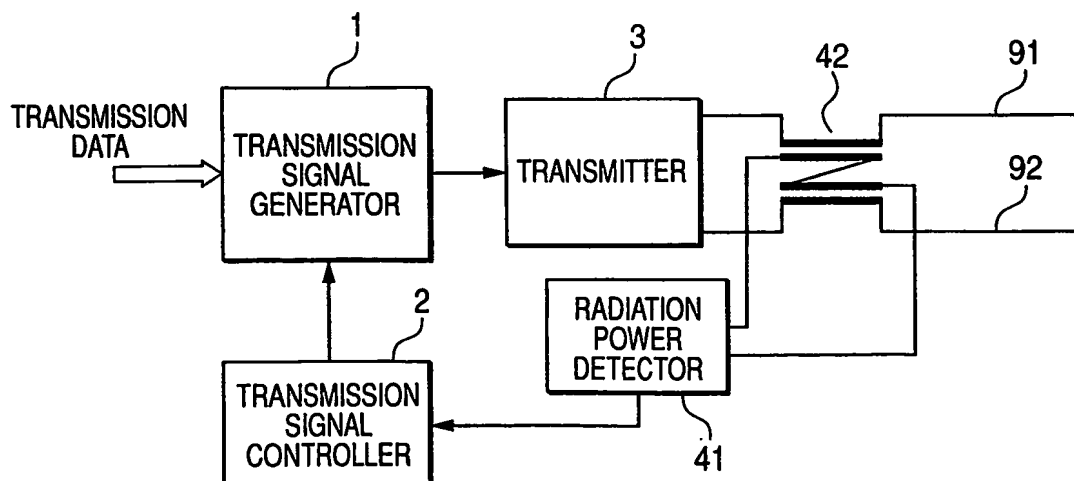 1
3
42
91
TRANSMISSION
DATA
TRANSMISSION
SIGNAL
GENERATOR
TRANSMITTER
92
2
RADIATION
POWER
DETECTOR
TRANSMISSION
SIGNAL
CONTROLLER
41